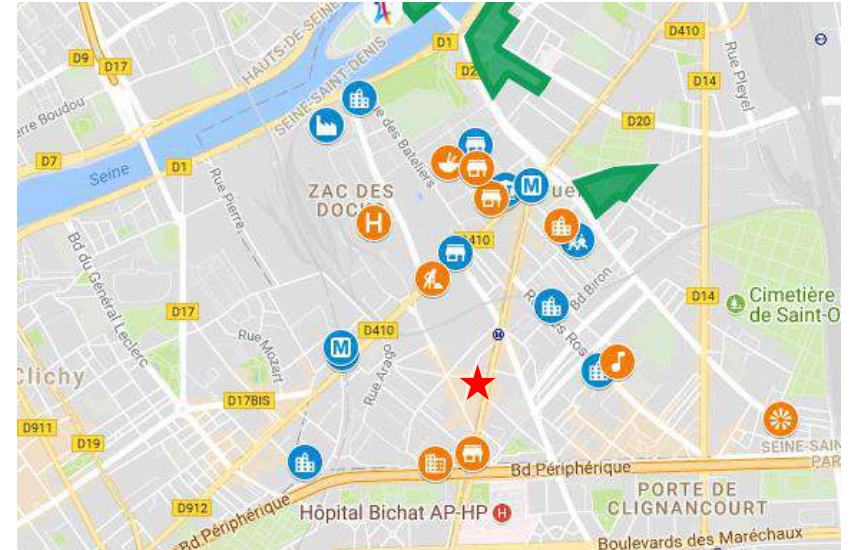 D410
D1
HAUTS-DE-SEINE
SEINE-SAINT-DENIS
D9
D17
Rue Pleyel
D14
erre Boudou
D20
D7
D1
Seine
Rue Pierre
ue des Bateliers
ZAC DES
H
M
D410
Bd du Général Leclerc
Bd Biron
D14
Cimetière
de Saint-O
D17
Rue Mozart
D410
M
Rue Arago
Clichy
D17BIS
D911
D19
SEINE-SAIN
PAR
Bd Périphérique
PORTE DE
CLIGNANCOURT
D912
Bd Périphérique
Hôpital Bichat AP-HP H
Boulevards des Maréchaux